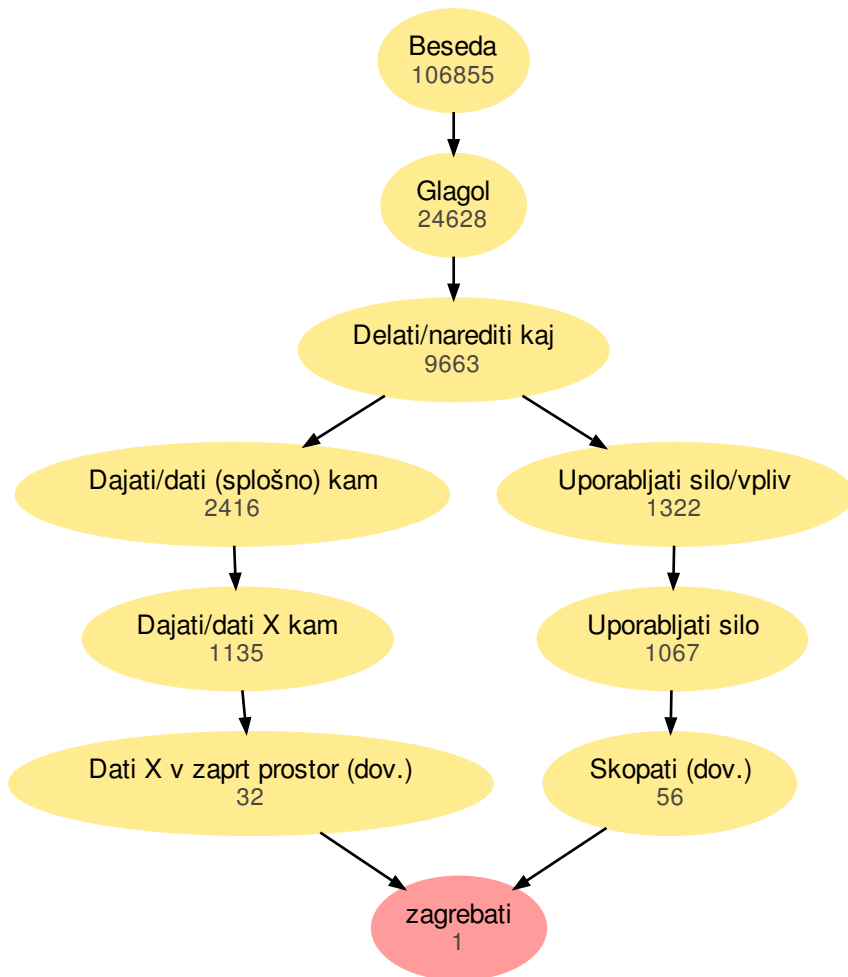 Beseda
106855
Glagol
24628
Delati/narediti kaj
9663
Dajati/dati (splošno) kam
2416
Uporabljati silo/vpliv
1322
Dajati/dati X kam
1135
Uporabljati silo
1067
Dati X v zaprt prostor (dov.)
32
Skopati (dov.)
56
zagrebati
1